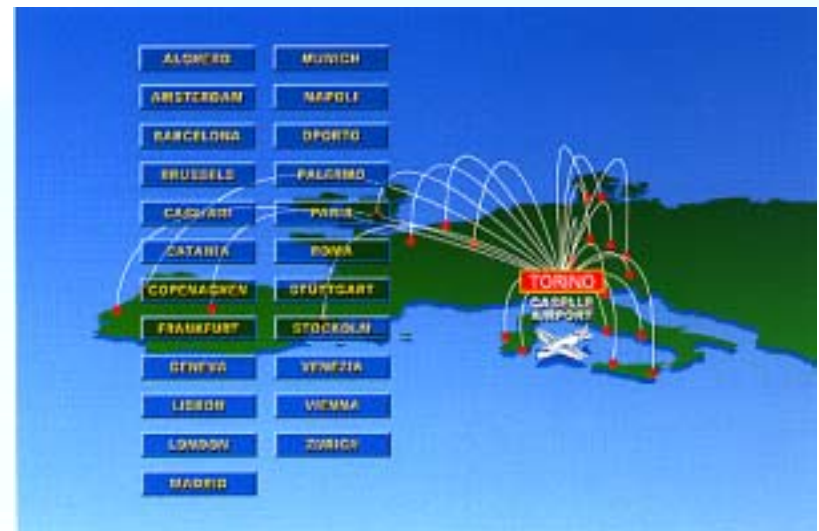 ALGHERO
AMSTERDAM
BARCELONA
BRUSSELS
CAGLIARI
CATANIA
COPENAGHEN
FRANKFURT
GENEVA
LISBON
LONDON
MADRID
MUNICH
NAPOLI
OPORTO
PALERMO
PARIS
ROMA
STUTTGART
STOCKOLM
VENEZIA
VIENNA
ZURICH
TORINO
CASELLE
AIRPORT